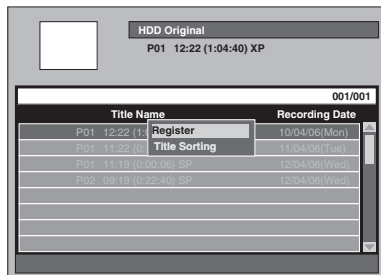 HDD Original
P01 12:22 (1:04:40) XP
001/001
Title Name Recording Date
P01 12:22 (1:0 10/04/06(Mon)
Register
P01 11:22 (0: 11/04/06(Tue)
Title Sorting
P01 11:19 (0:00:06) SP 12/04/06(Wed)
P02 09:19 (0:22:40) SP 12/04/06(Wed)